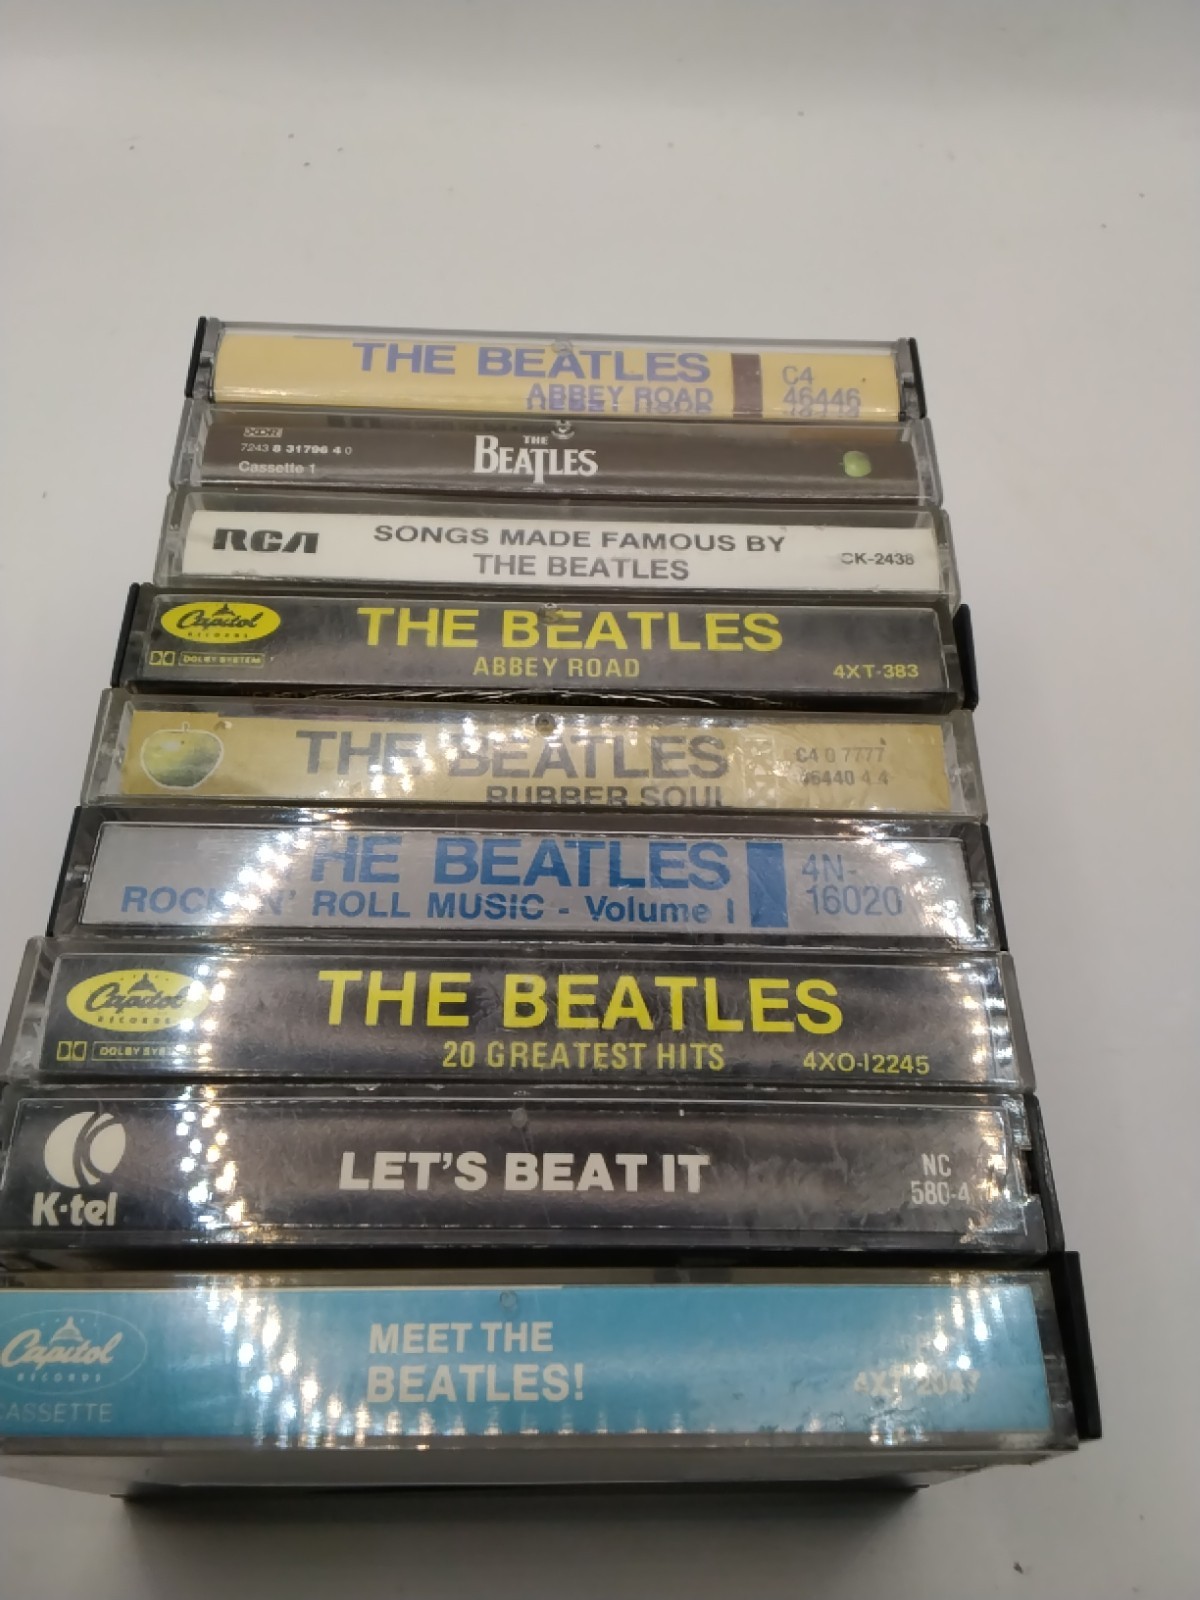 THE BEATLES
ABBEY ROAD
C4
46446
XDR
7243 8 31796 4 0
Cassette 1
THE
BEATLES
RCA
SONGS MADE FAMOUS BY
THE BEATLES
CK-2438
Capitol
RECORDS
DOLBY SYSTEM
THE BEATLES
ABBEY ROAD
4XT-383
THE BEATLES
RUBBER SOUL
C4 0 7777
46440 4 4
HE BEATLES
ROCK 'N' ROLL MUSIC - Volume I
4N-
16020
Capitol
RECORDS
DOLBY SYSTEM
THE BEATLES
20 GREATEST HITS
4XO-12245
K-tel
LET'S BEAT IT
NC
580-4
Capitol
RECORDS
CASSETTE
MEET THE
BEATLES!
4XT-2047